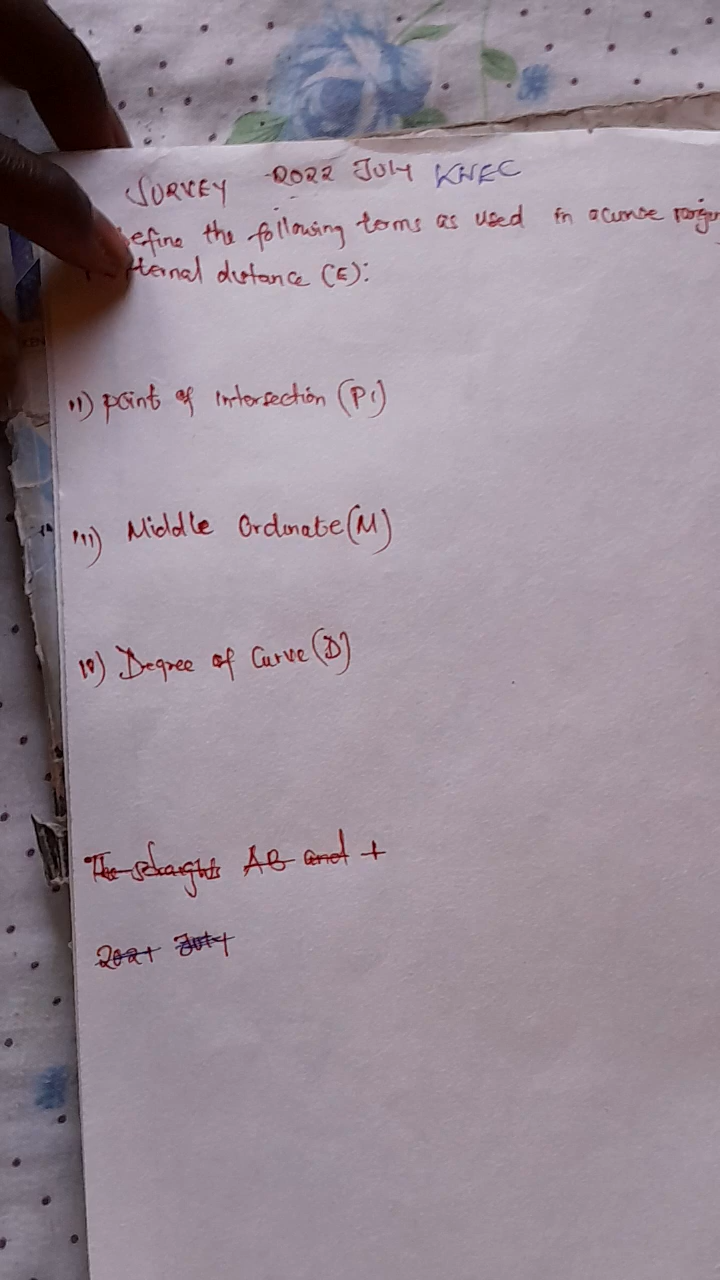 SURVEY 2022 JULY KNEC
efine the following terms as used in a curve
ternal distance (E):
ii) point of intersection (PI)
iii) Middle Ordinate (M)
iv) Degree of Curve (D)
The straights AB and +
2021 July